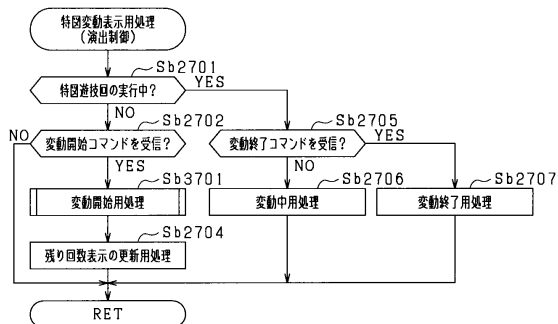 特図変動表示用処理
(演出制御)
Sb2701
特図遊技回の実行中?
YES
NO
Sb2702
Sb2705
NO
変動開始コマンドを受信?
変動終了コマンドを受信?
YES
YES
NO
Sb3701
Sb2706
Sb2707
変動開始用処理
変動中用処理
変動終了用処理
Sb2704
残り回数表示の更新用処理
RET